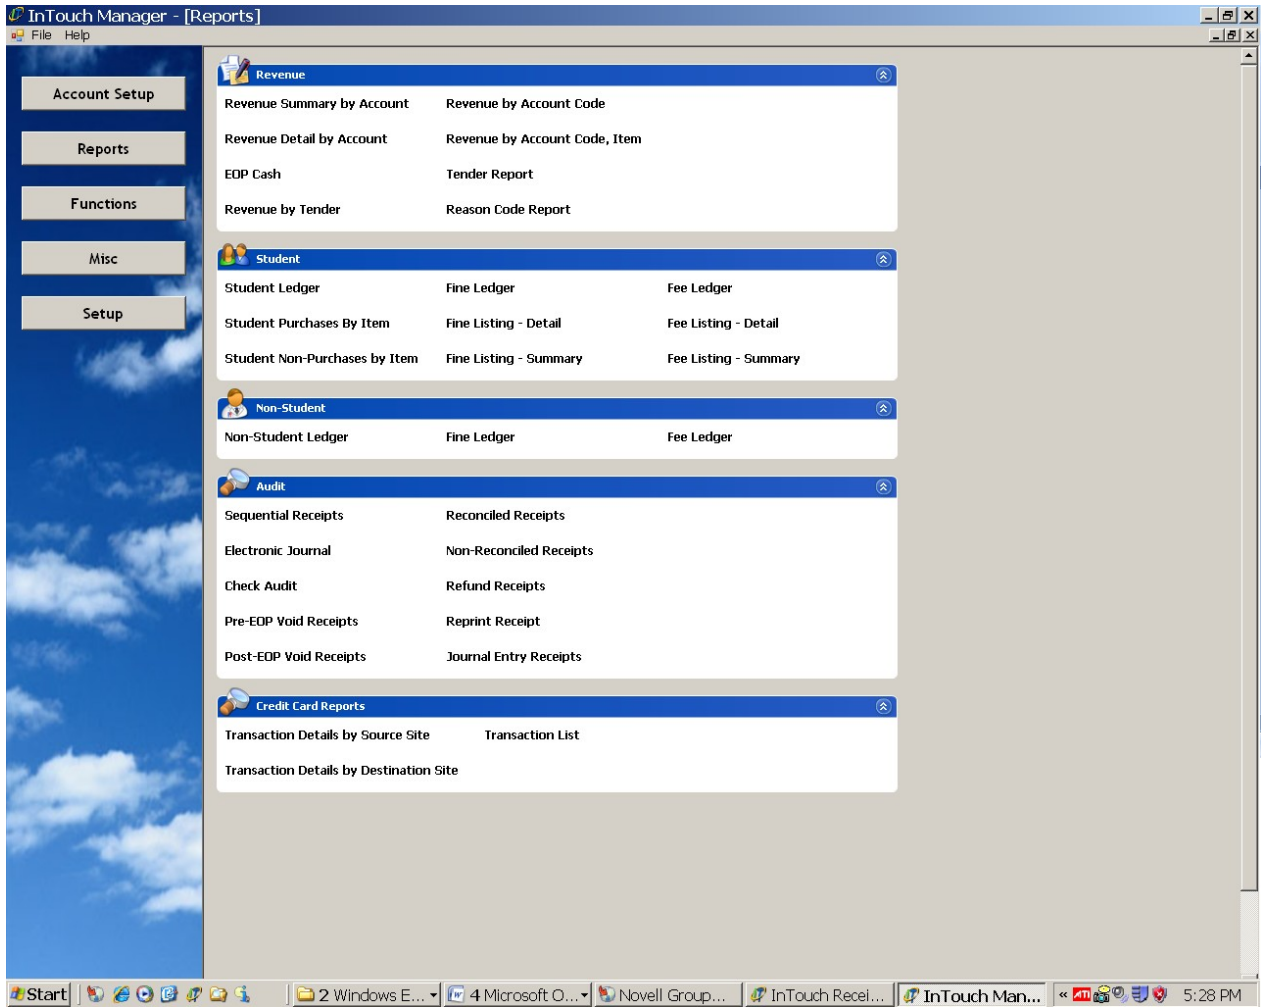 InTouch Manager - [Reports]
File Help
Account Setup
Reports
Functions
Misc
Setup
Revenue
Revenue Summary by Account Revenue by Account Code
Revenue Detail by Account Revenue by Account Code, Item
EOP Cash Tender Report
Revenue by Tender Reason Code Report
Student
Student Ledger Fine Ledger Fee Ledger
Student Purchases By Item Fine Listing - Detail Fee Listing - Detail
Student Non-Purchases by Item Fine Listing - Summary Fee Listing - Summary
Non-Student
Non-Student Ledger Fine Ledger Fee Ledger
Audit
Sequential Receipts Reconciled Receipts
Electronic Journal Non-Reconciled Receipts
Check Audit Refund Receipts
Pre-EOP Void Receipts Reprint Receipt
Post-EOP Void Receipts Journal Entry Receipts
Credit Card Reports
Transaction Details by Source Site Transaction List
Transaction Details by Destination Site
Start 2 Windows E... 4 Microsoft O... Novell Group... InTouch Recei... InTouch Man... « ATI 5:28 PM